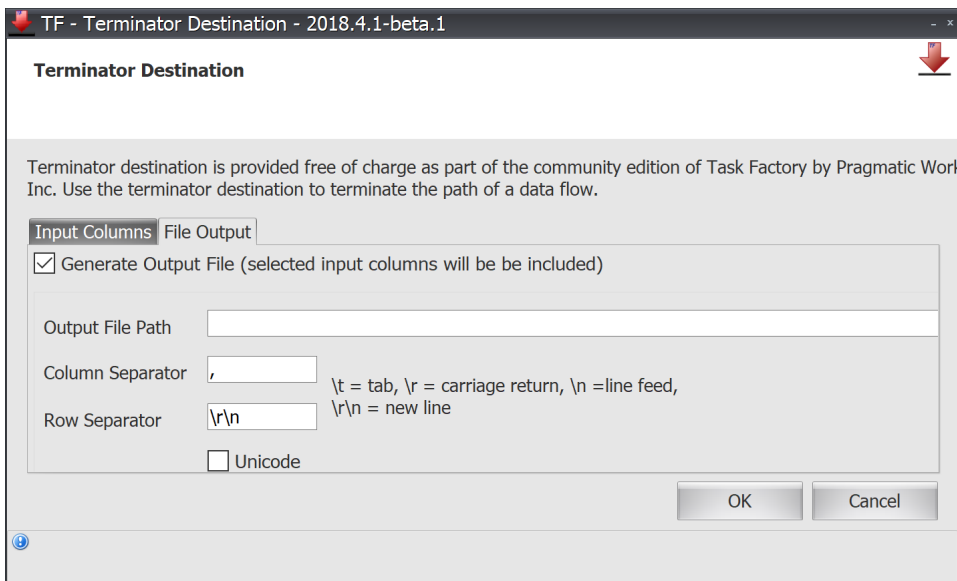 TF - Terminator Destination - 2018.4.1-beta.1
Terminator Destination
Terminator destination is provided free of charge as part of the community edition of Task Factory by Pragmatic Work
Inc. Use the terminator destination to terminate the path of a data flow.
Input Columns File Output
Generate Output File (selected input columns will be be included)
Output File Path
Column Separator ,
\t = tab, \r = carriage return, \n =line feed,
\r\n = new line
Row Separator \r\n
Unicode
OK Cancel